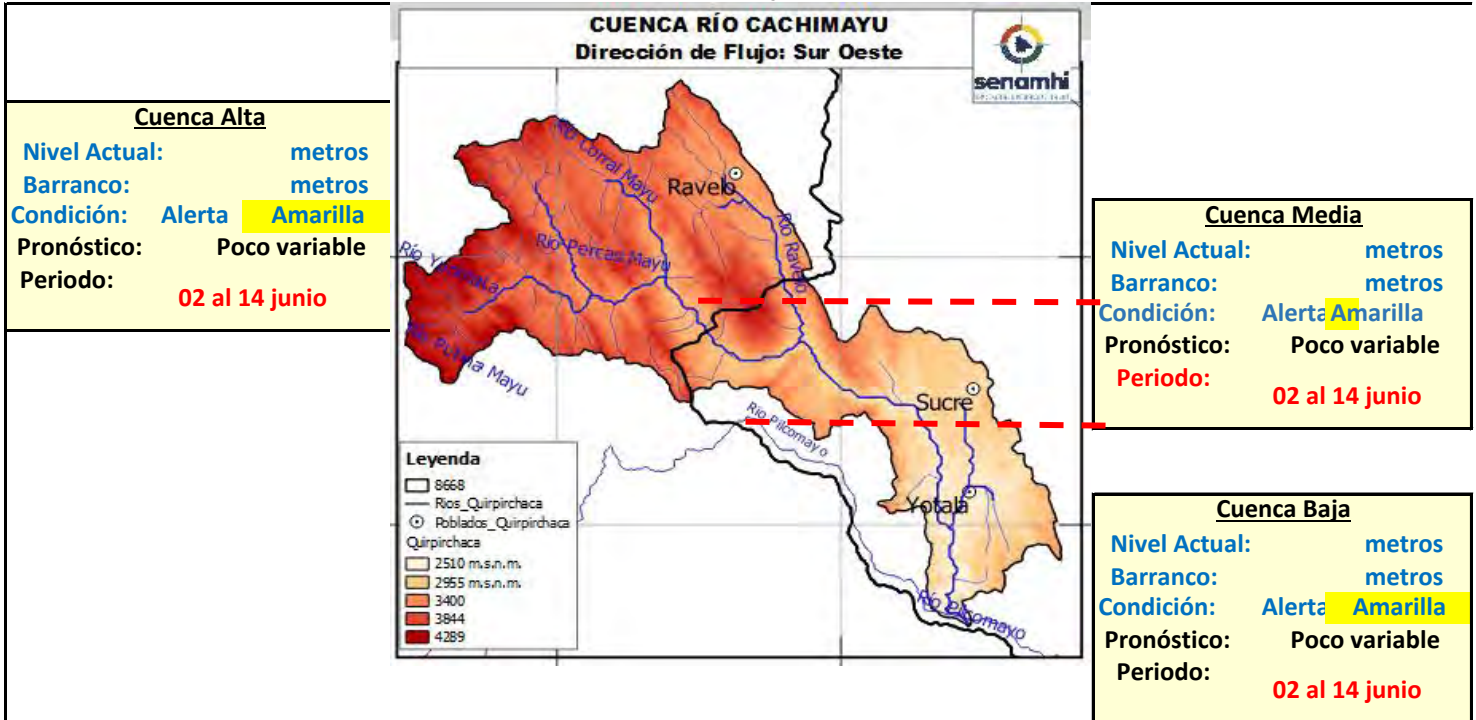 CUENCA RÍO CACHIMAYU
Dirección de Flujo: Sur Oeste
senamhi
Cuenca Alta
Nivel Actual: metros
Barranco: metros
Condición: Alerta Amarilla
Pronóstico: Poco variable
Periodo:
02 al 14 junio
Río Corral Mayu
Ravelo
Río Percas Mayu
Río Ravelo
Mayu
Sucre
Río Pilcomayo
Yotala
Río Pilcomayo
Leyenda
8668
Rios_Quirpirchaca
Poblados_Quirpirchaca
Quirpirchaca
2510 m.s.n.m.
2955 m.s.n.m.
3400
3844
4289
Cuenca Media
Nivel Actual: metros
Barranco: metros
Condición: Alerta Amarilla
Pronóstico: Poco variable
Periodo:
02 al 14 junio
Cuenca Baja
Nivel Actual: metros
Barranco: metros
Condición: Alerta Amarilla
Pronóstico: Poco variable
Periodo:
02 al 14 junio